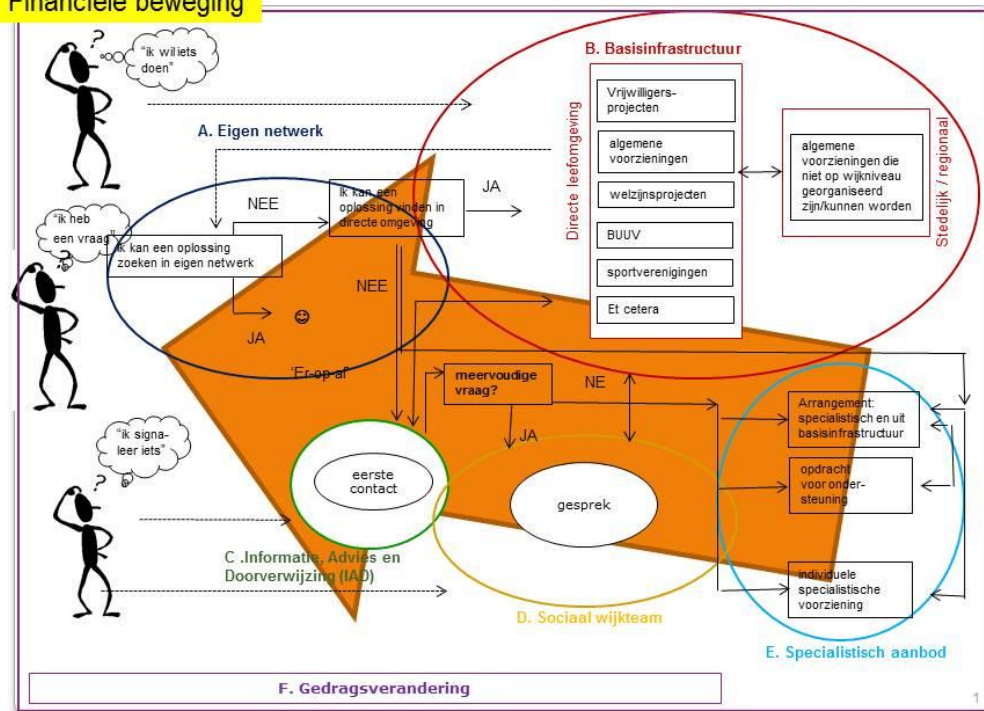 Financiële beweging
?
"ik wil iets
doen"
A. Eigen netwerk
B. Basisinfrastructuur
Directe leefomgeving
Vrijwilligers-
projecten
algemene
voorzieningen
welzijnsprojecten
BUUV
sportverenigingen
Et cetera
algemene
voorzieningen die
niet op wijkniveau
georganiseerd
zijn/kunnen worden
Stedelijk / regionaal
?
"ik heb
een vraag"
NEE
Ik kan een
oplossing vinden in
directe omgeving
JA
Ik kan een oplossing
zoeken in eigen netwerk
NEE
JA
'Er-op-af'
meervoudige
vraag?
NE
JA
Arrangement:
specialistisch en uit
basisinfrastructuur
opdracht
voor onder-
steuning
individuele
specialistische
voorziening
?
"ik signa-
leer iets"
eerste
contact
gesprek
C .Informatie, Advies en
Doorverwijzing (IAD)
D. Sociaal wijkteam
E. Specialistisch aanbod
F. Gedragsverandering
1